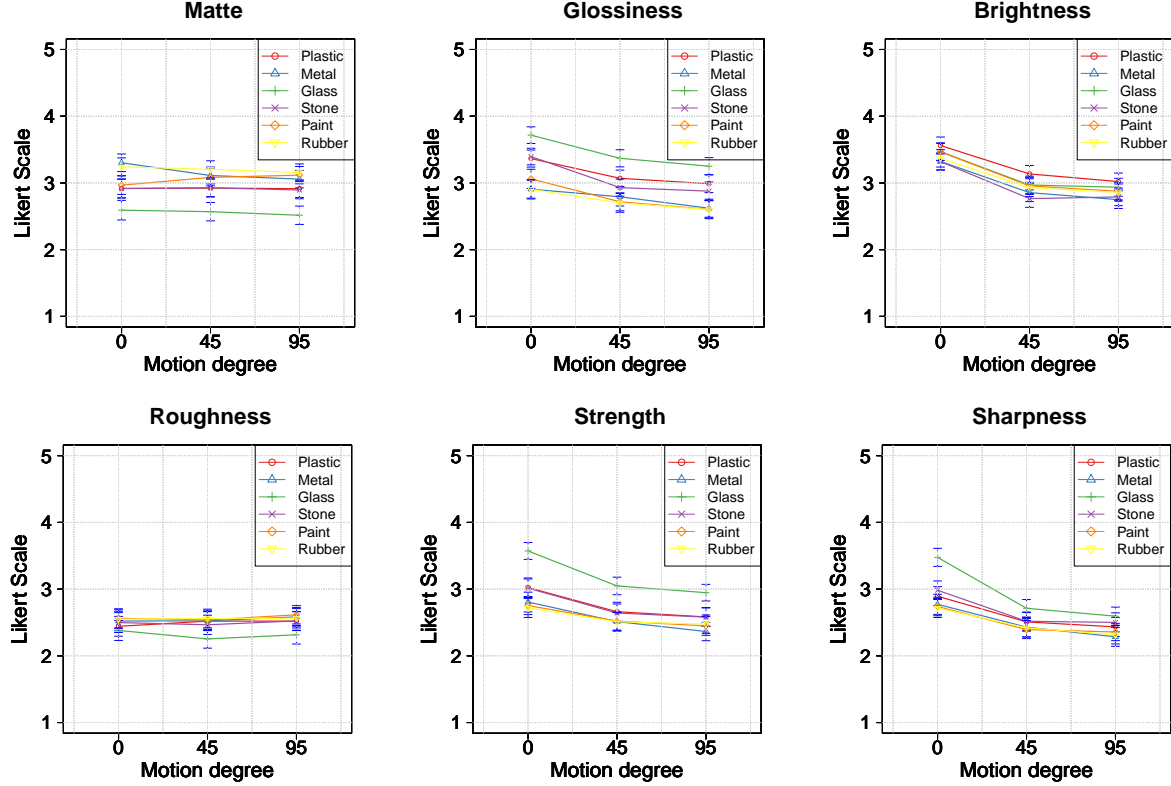 Matte
5
4
3
2
1
Likert Scale
Plastic
Metal
Glass
Stone
Paint
Rubber
0 45 95
Motion degree
Glossiness
5
4
3
2
1
Likert Scale
Plastic
Metal
Glass
Stone
Paint
Rubber
0 45 95
Motion degree
Brightness
5
4
3
2
1
Likert Scale
Plastic
Metal
Glass
Stone
Paint
Rubber
0 45 95
Motion degree
Roughness
5
4
3
2
1
Likert Scale
Plastic
Metal
Glass
Stone
Paint
Rubber
0 45 95
Motion degree
Strength
5
4
3
2
1
Likert Scale
Plastic
Metal
Glass
Stone
Paint
Rubber
0 45 95
Motion degree
Sharpness
5
4
3
2
1
Likert Scale
Plastic
Metal
Glass
Stone
Paint
Rubber
0 45 95
Motion degree